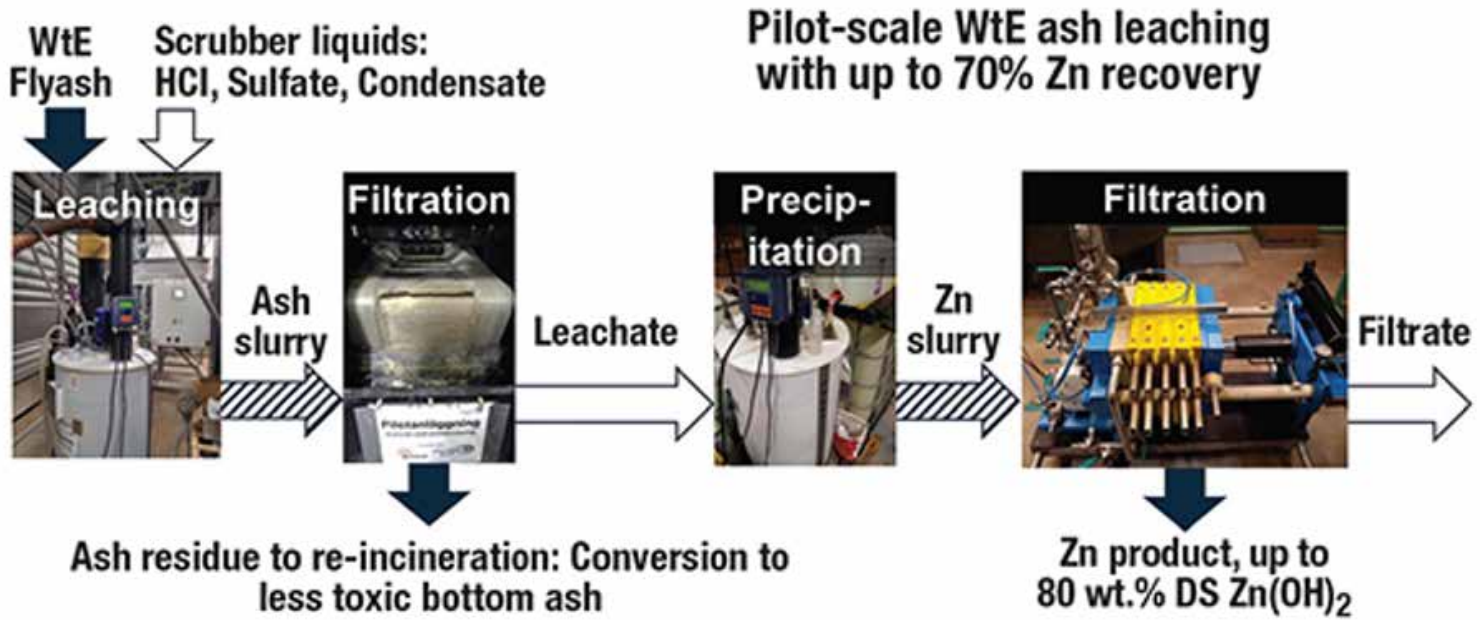 WtE
Flyash
Scrubber liquids:
HCl, Sulfate, Condensate
Pilot-scale WtE ash leaching
with up to 70% Zn recovery
Leaching
Filtration
Precip-
itation
Filtration
Ash
slurry
Leachate
Zn
slurry
Filtrate
Pilotanläggning
Ash residue to re-incineration: Conversion to
less toxic bottom ash
Zn product, up to
80 wt.% DS Zn(OH)₂